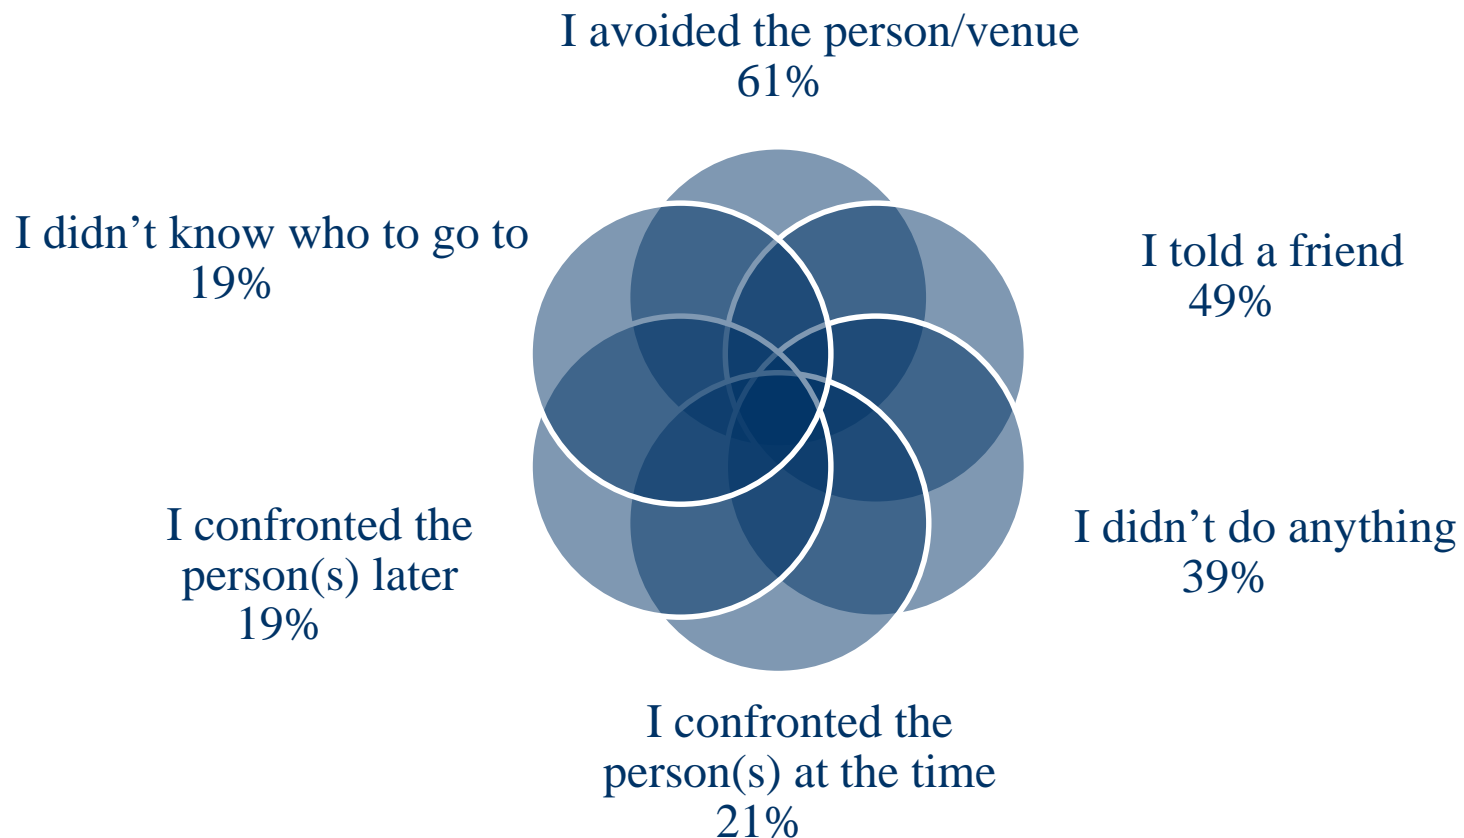 I avoided the person/venue
61%
I didn’t know who to go to
19%
I told a friend
49%
I confronted the
person(s) later
19%
I didn’t do anything
39%
I confronted the
person(s) at the time
21%